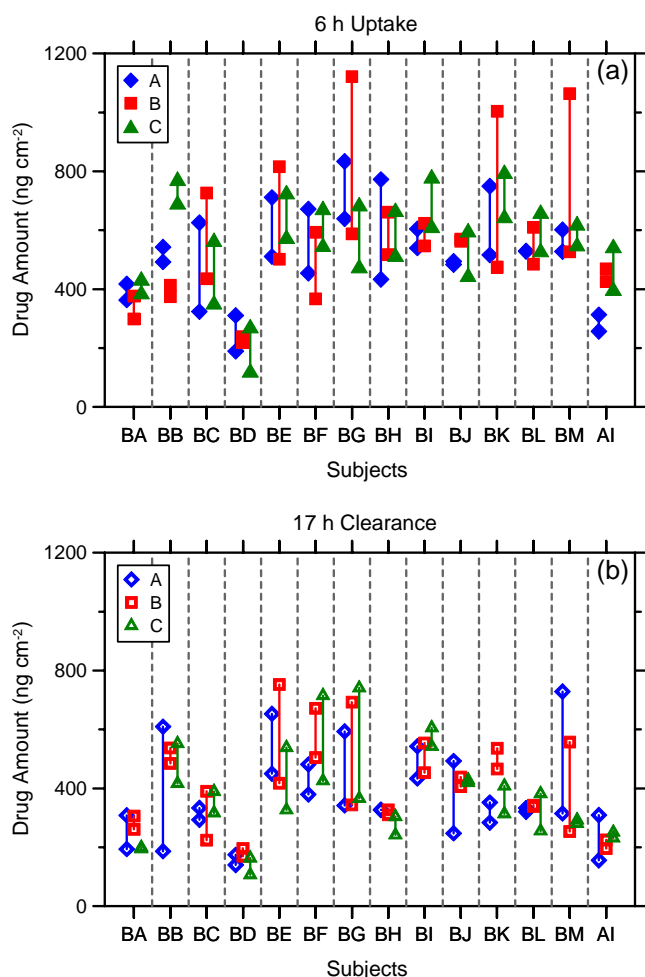 6 h Uptake
(a)
A
B
C
Drug Amount (ng cm-2)
1200
800
400
0
BA BB BC BD BE BF BG BH BI BJ BK BL BM AI
Subjects
17 h Clearance
(b)
A
B
C
Drug Amount (ng cm-2)
1200
800
400
0
BA BB BC BD BE BF BG BH BI BJ BK BL BM AI
Subjects